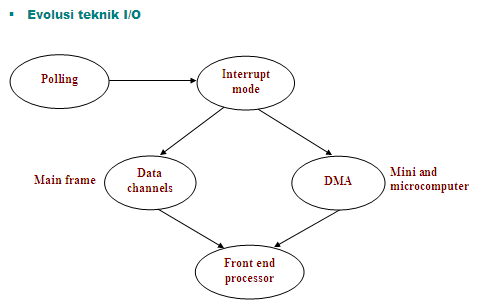 ▪ Evolusi teknik I/O
Polling
Interrupt
mode
Main frame
Data
channels
DMA
Mini and
microcomputer
Front end
processor